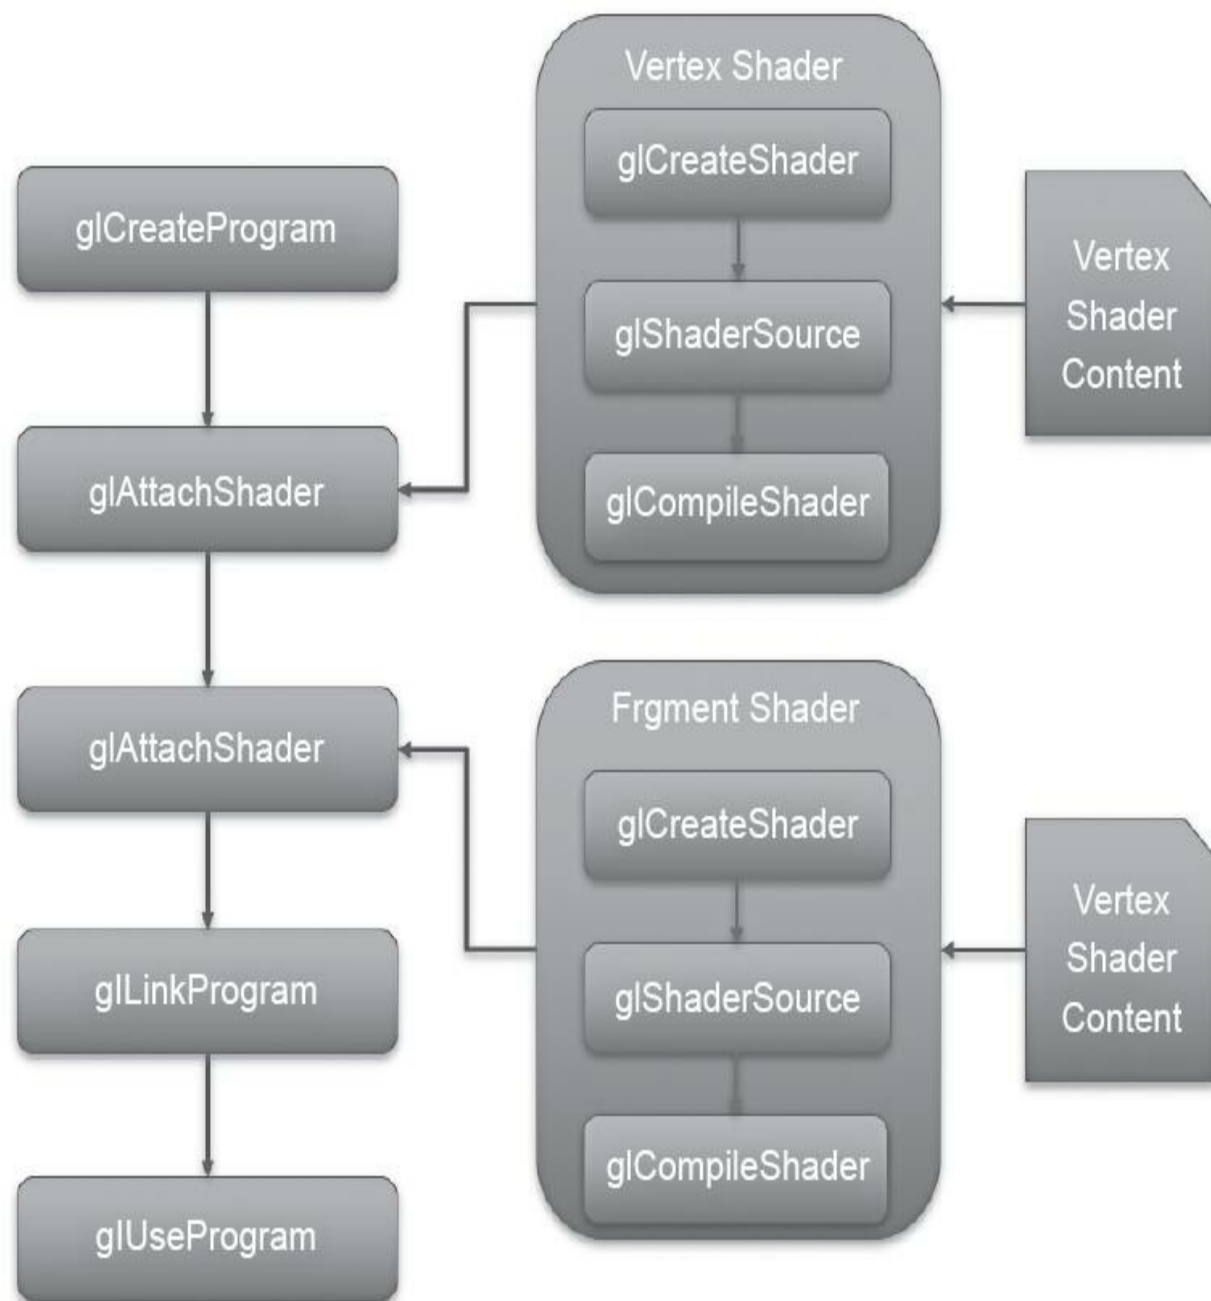 glCreateProgram
glAttachShader
glAttachShader
glLinkProgram
glUseProgram
Vertex Shader
glCreateShader
glShaderSource
glCompileShader
Vertex
Shader
Content
Frgment Shader
glCreateShader
glShaderSource
glCompileShader
Vertex
Shader
Content